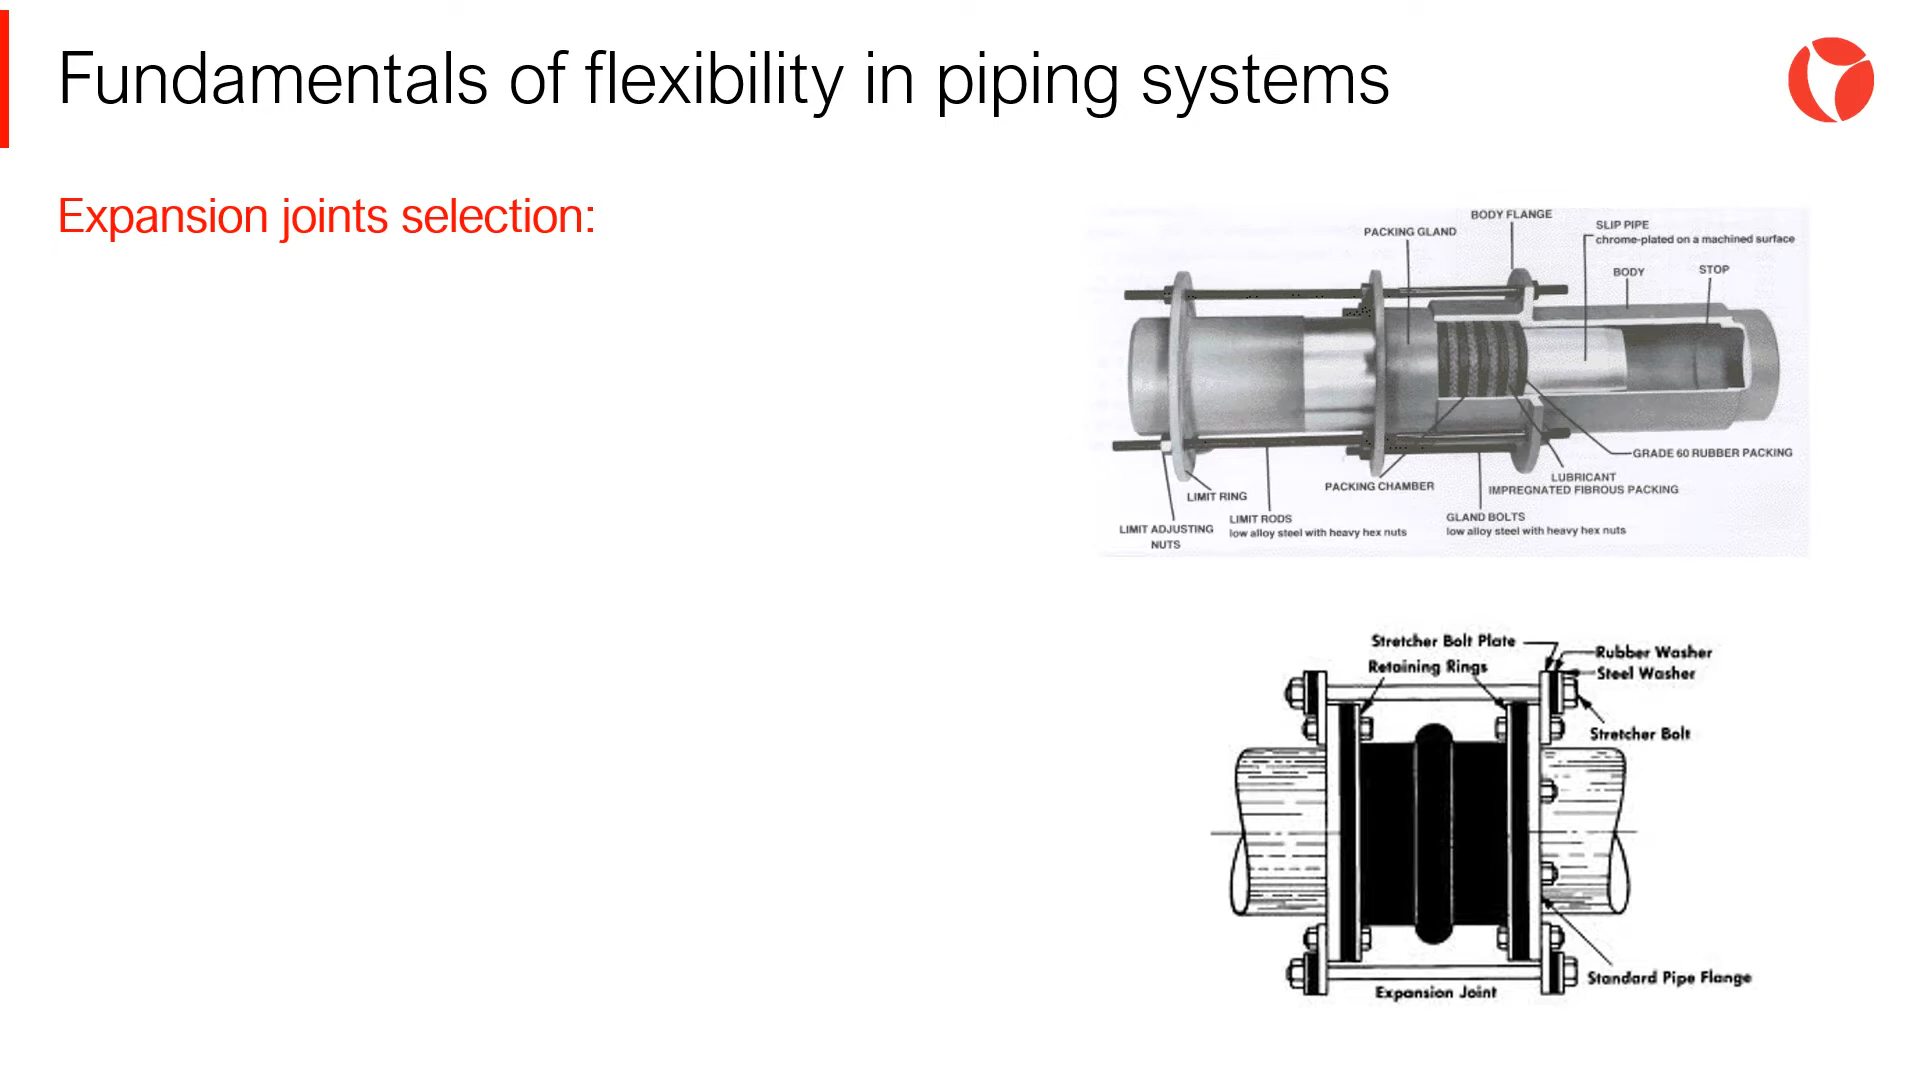 Fundamentals of flexibility in piping systems
Expansion joints selection:
BODY FLANGE
PACKING GLAND
SLIP PIPE
chrome-plated on a machined surface
BODY
STOP
GRADE 60 RUBBER PACKING
LUBRICANT
IMPREGNATED FIBROUS PACKING
PACKING CHAMBER
LIMIT RING
GLAND BOLTS
low alloy steel with heavy hex nuts
LIMIT RODS
low alloy steel with heavy hex nuts
LIMIT ADJUSTING
NUTS
Stretcher Bolt Plate
Rubber Washer
Retaining Rings
Steel Washer
Stretcher Bolt
Standard Pipe Flange
Expansion Joint